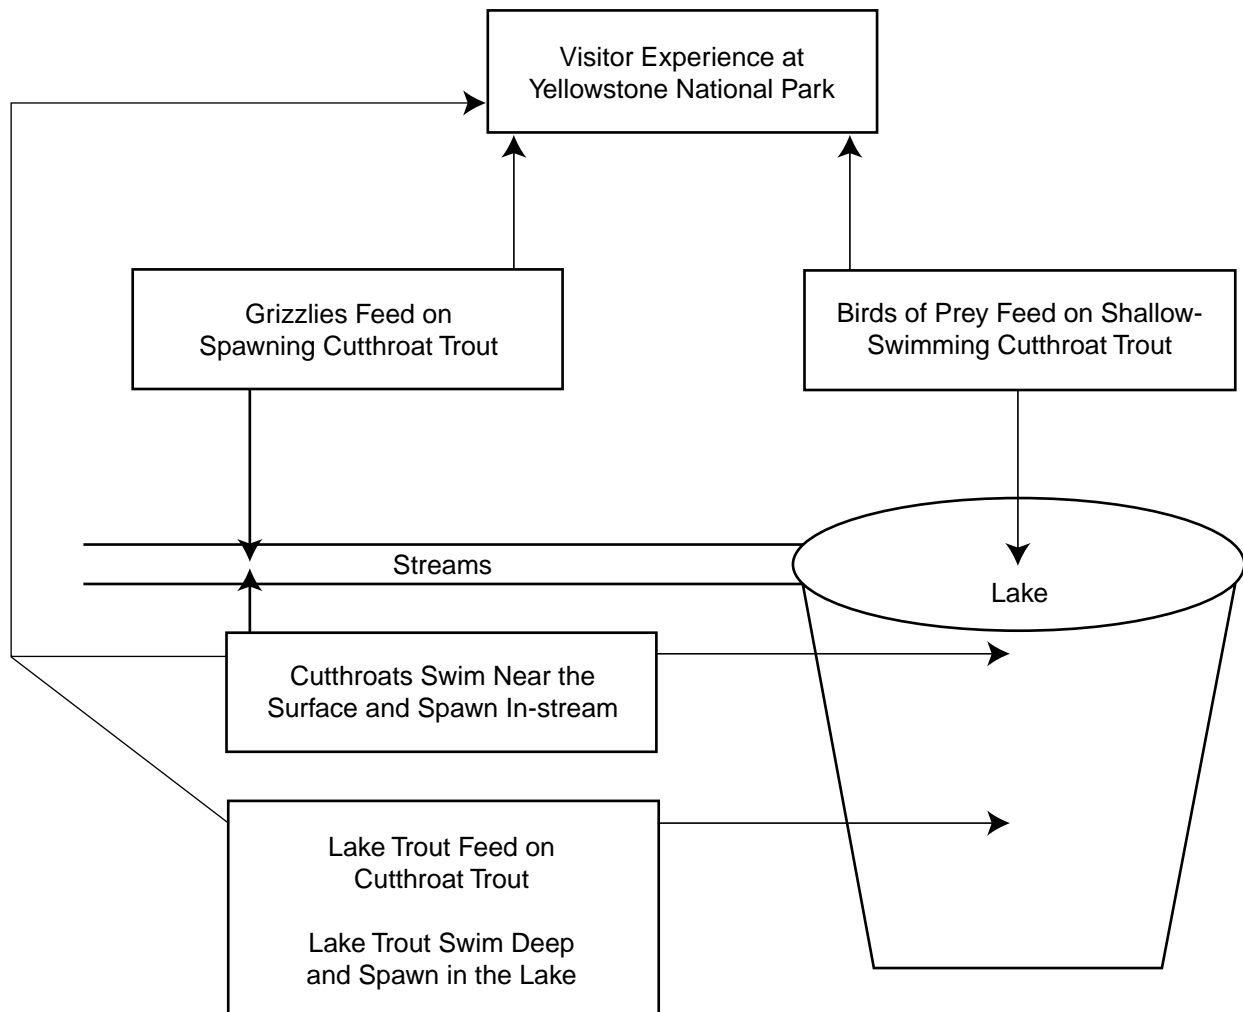 Visitor Experience at
Yellowstone National Park
Grizzlies Feed on
Spawning Cutthroat Trout
Birds of Prey Feed on Shallow-
Swimming Cutthroat Trout
Streams
Lake
Cutthroats Swim Near the
Surface and Spawn In-stream
Lake Trout Feed on
Cutthroat Trout
Lake Trout Swim Deep
and Spawn in the Lake